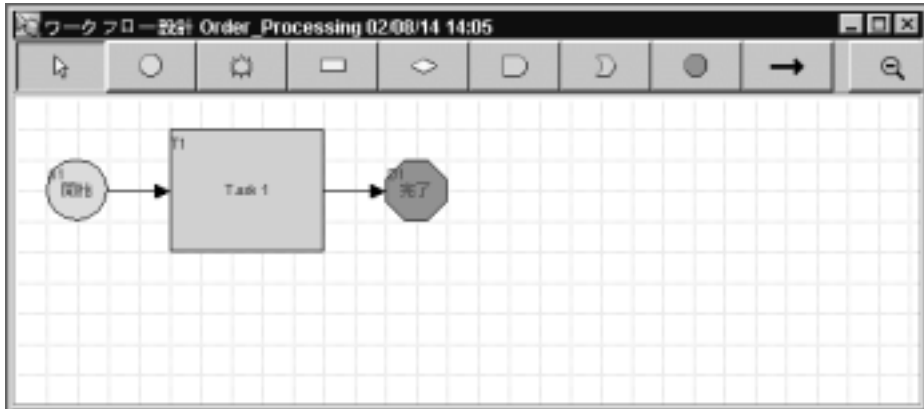 ワークフロー設計 Order_Processing 02/08/14 14:05
T1
開始
Task 1
完了